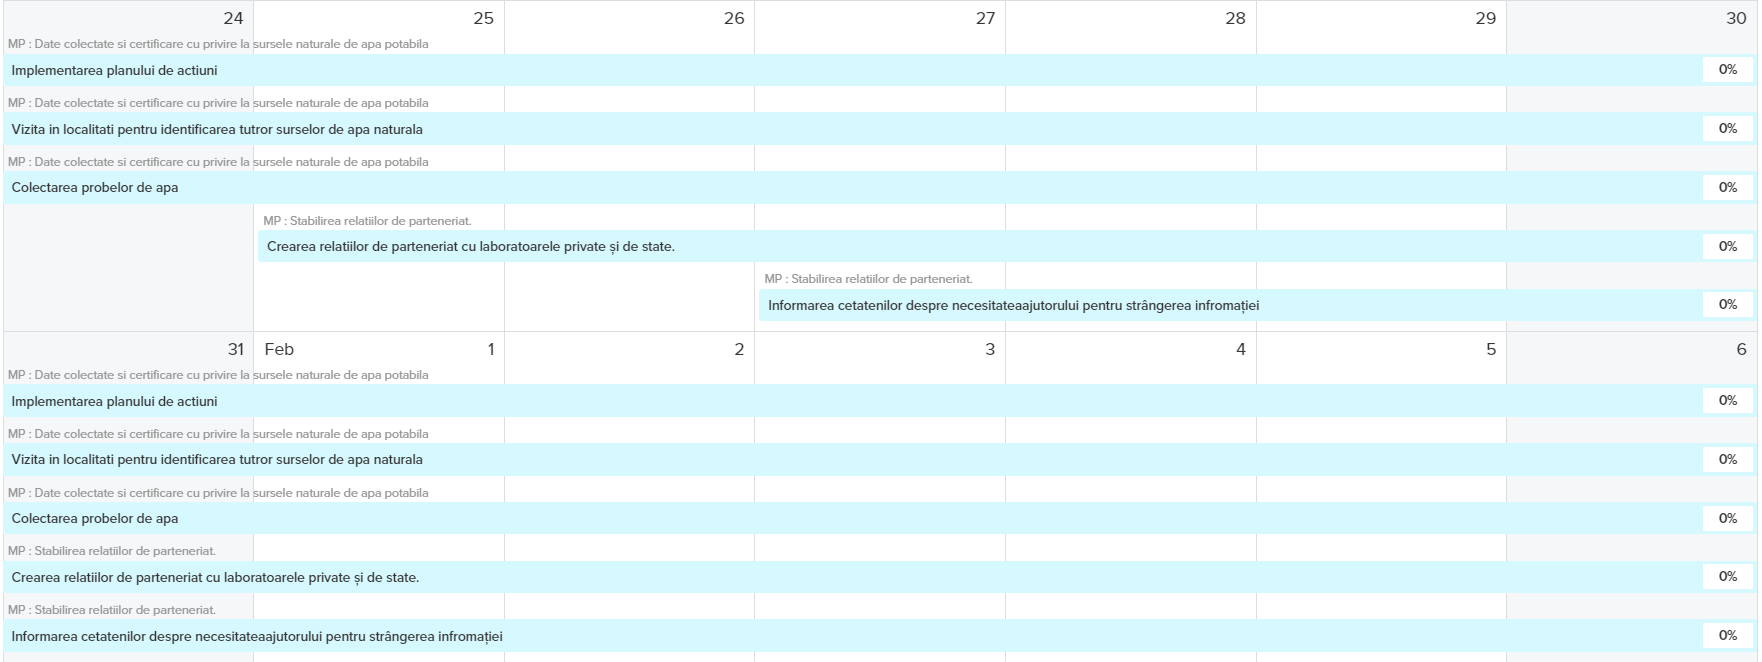 24 25 26 27 28 29 30
MP : Date colectate si certificare cu privire la sursele naturale de apa potabila
Implementarea planului de actiuni 0%
MP : Date colectate si certificare cu privire la sursele naturale de apa potabila
Vizita in localitati pentru identificarea tutror surselor de apa naturala 0%
MP : Date colectate si certificare cu privire la sursele naturale de apa potabila
Colectarea probelor de apa 0%
MP : Stabilirea relatiilor de parteneriat.
Crearea relatiilor de parteneriat cu laboratoarele private și de state. 0%
MP : Stabilirea relatiilor de parteneriat.
Informarea cetatenilor despre necesitateaajutorului pentru strângerea infromației 0%
31 Feb 1 2 3 4 5 6
MP : Date colectate si certificare cu privire la sursele naturale de apa potabila
Implementarea planului de actiuni 0%
MP : Date colectate si certificare cu privire la sursele naturale de apa potabila
Vizita in localitati pentru identificarea tutror surselor de apa naturala 0%
MP : Date colectate si certificare cu privire la sursele naturale de apa potabila
Colectarea probelor de apa 0%
MP : Stabilirea relatiilor de parteneriat.
Crearea relatiilor de parteneriat cu laboratoarele private și de state. 0%
MP : Stabilirea relatiilor de parteneriat.
Informarea cetatenilor despre necesitateaajutorului pentru strângerea infromației 0%